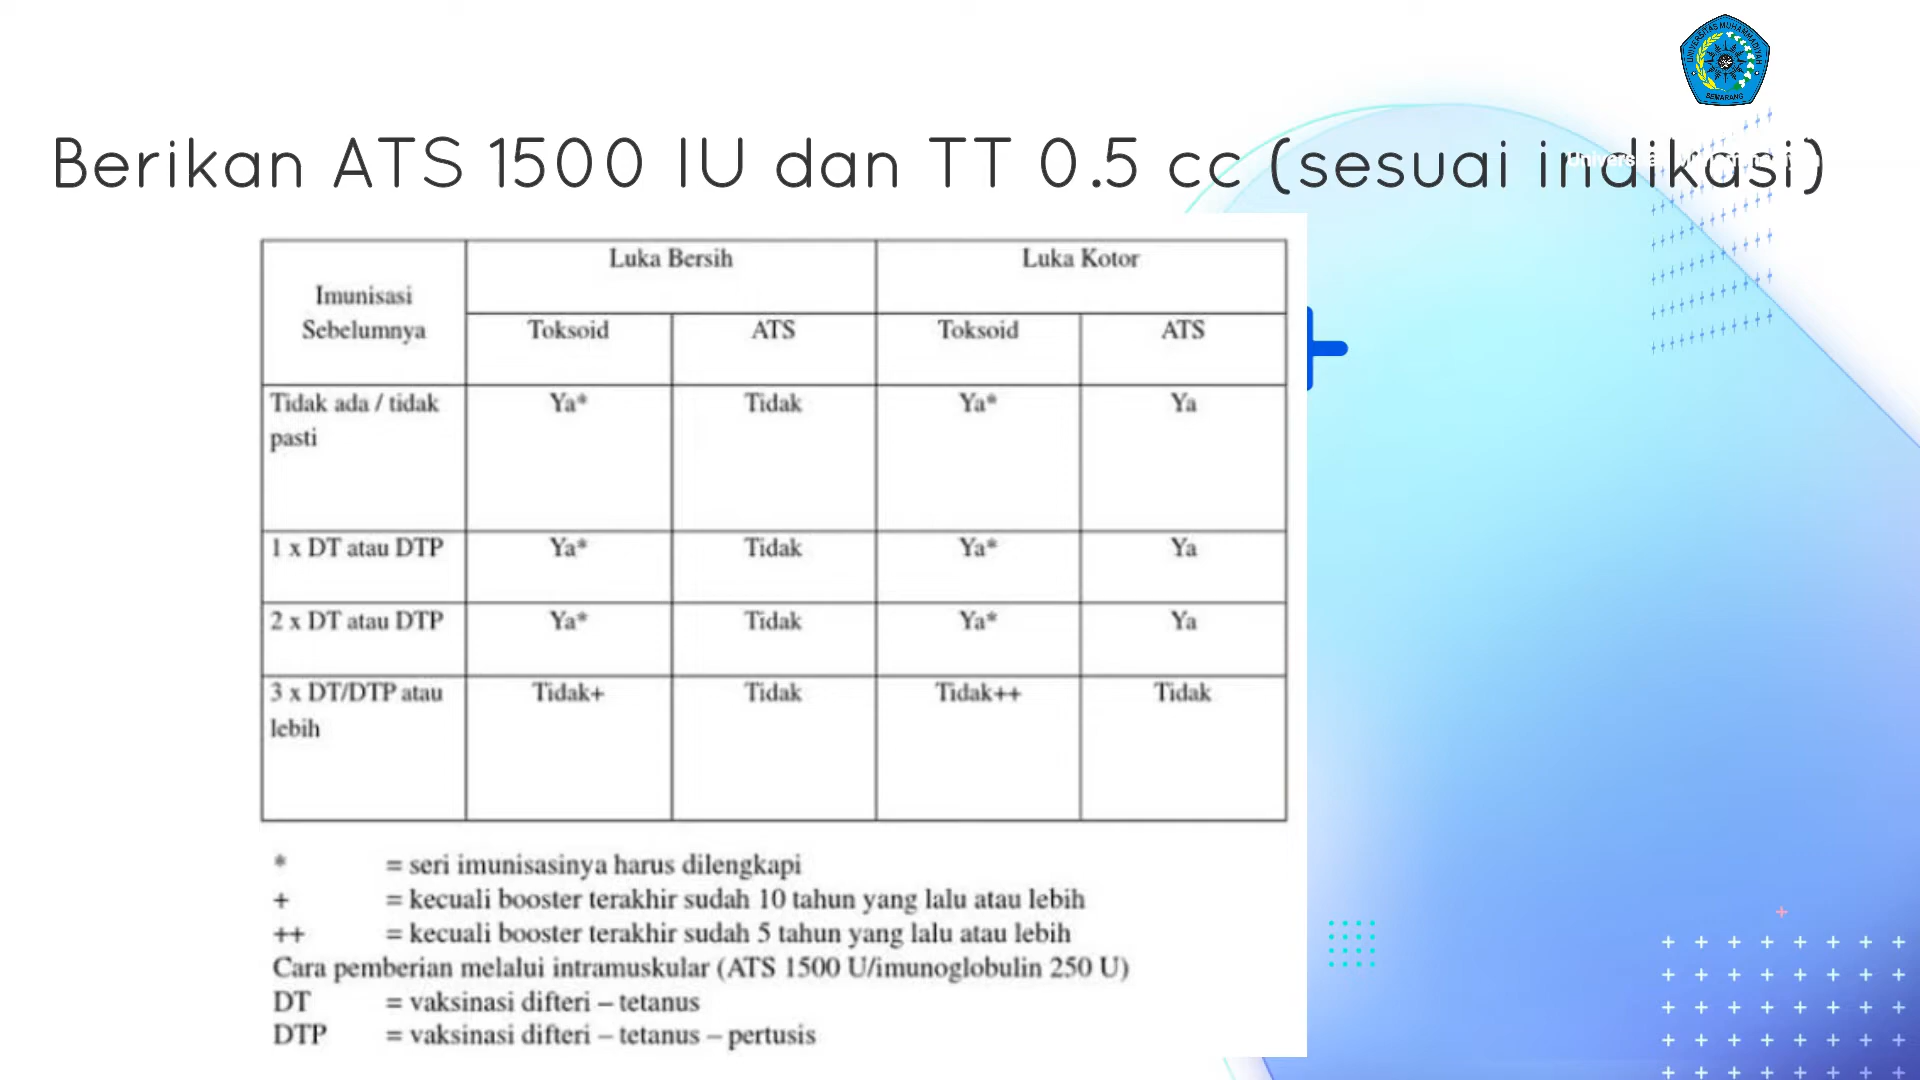 UNIVERSITAS MUHAMMADIYAH
SEMARANG
Berikan ATS 1500 IU dan TT 0.5 cc (sesuai indikasi)
Imunisasi Sebelumnya
Luka Bersih
Luka Kotor
Toksoid
ATS
Toksoid
ATS
Tidak ada / tidak
pasti
Ya*
Tidak
Ya*
Ya
1 x DT atau DTP
Ya*
Tidak
Ya*
Ya
2 x DT atau DTP
Ya*
Tidak
Ya*
Ya
3 x DT/DTP atau
lebih
Tidak+
Tidak
Tidak++
Tidak
* = seri imunisasinya harus dilengkapi
+ = kecuali booster terakhir sudah 10 tahun yang lalu atau lebih
++ = kecuali booster terakhir sudah 5 tahun yang lalu atau lebih
Cara pemberian melalui intramuskular (ATS 1500 U/imunoglobulin 250 U)
DT = vaksinasi difteri – tetanus
DTP = vaksinasi difteri – tetanus – pertusis